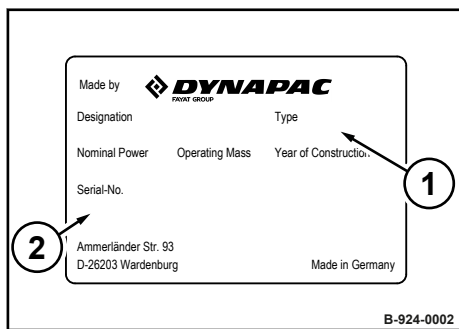 Made by DYNAPAC
FAYAT GROUP
Designation Type
Nominal Power Operating Mass Year of Construction
1
Serial-No.
2
Ammerländer Str. 93
D-26203 Wardenburg Made in Germany
B-924-0002